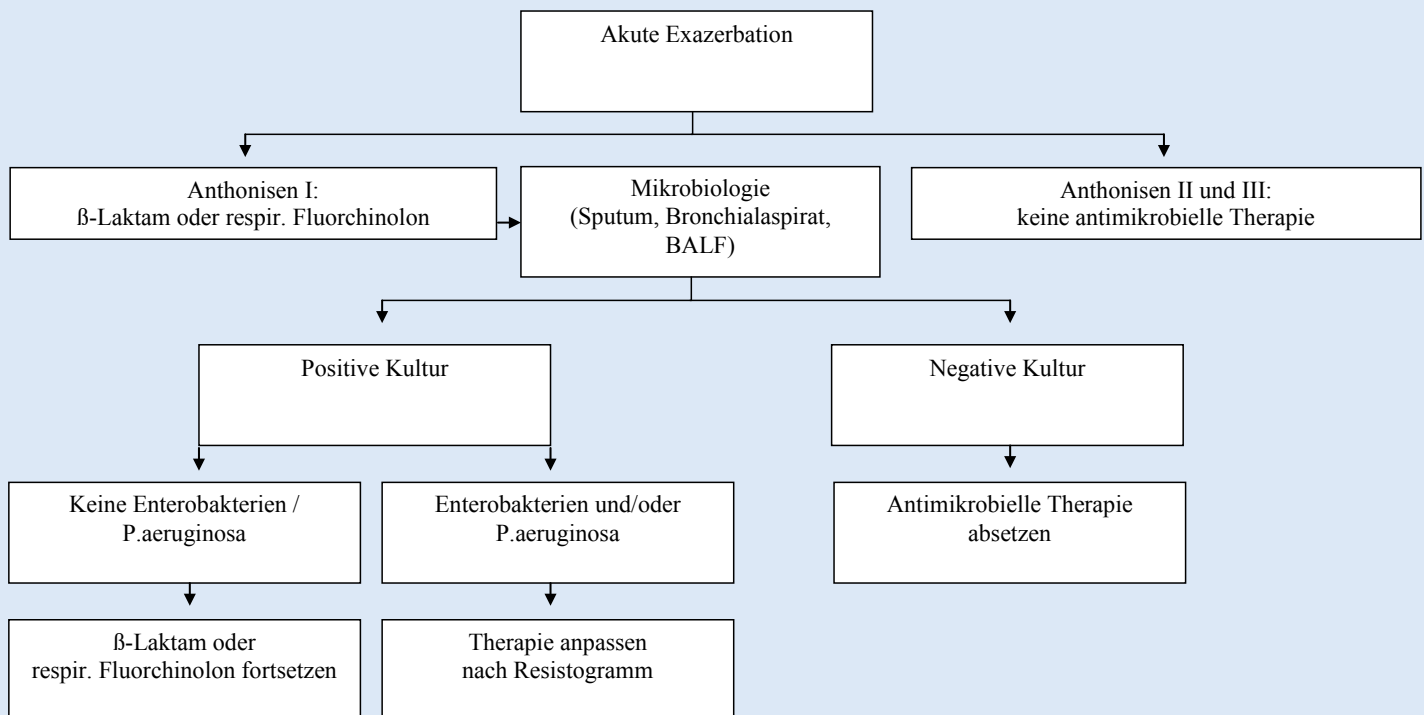 Akute Exazerbation
Anthonisen I:
ß-Laktam oder respir. Fluorchinolon
Mikrobiologie
(Sputum, Bronchialaspirat,
BALF)
Anthonisen II und III:
keine antimikrobielle Therapie
Positive Kultur
Negative Kultur
Keine Enterobakterien /
P.aeruginosa
Enterobakterien und/oder
P.aeruginosa
Antimikrobielle Therapie
absetzen
ß-Laktam oder
respir. Fluorchinolon fortsetzen
Therapie anpassen
nach Resistogramm